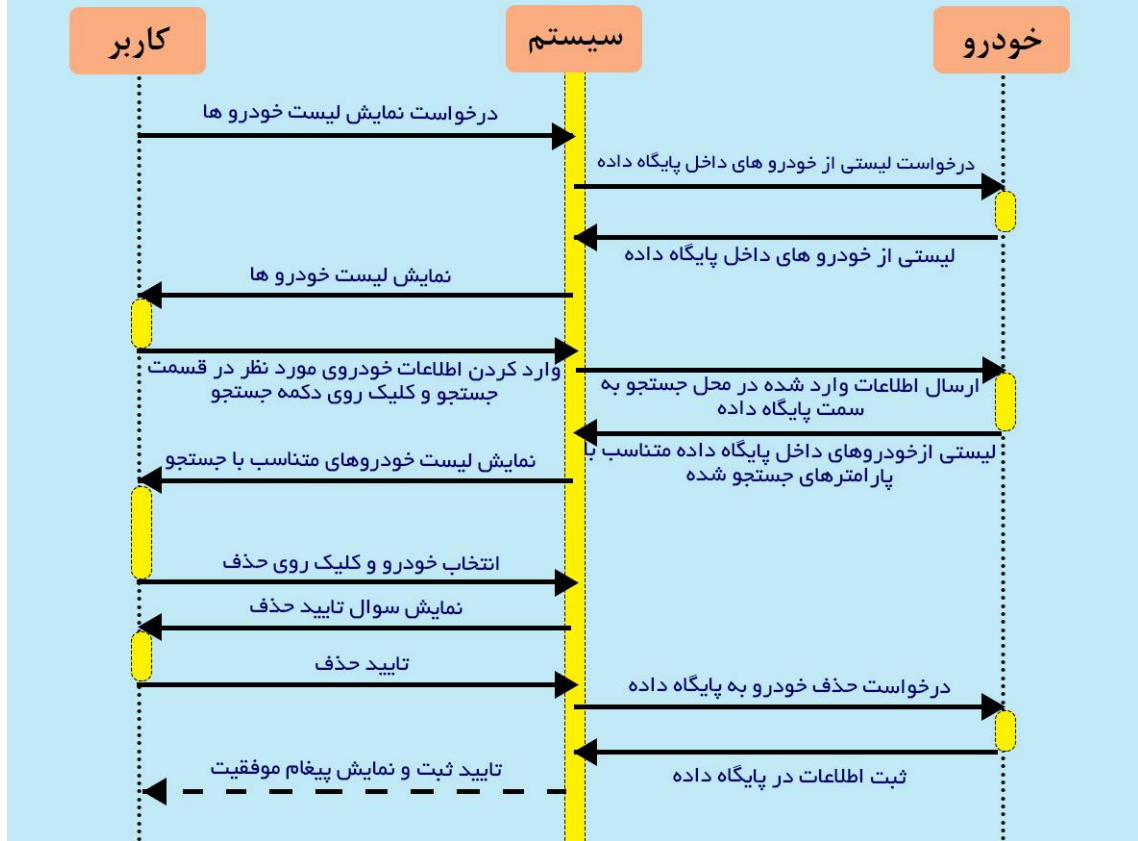 کاربر
سیستم
خودرو
درخواست نمایش لیست خودرو ها
درخواست لیستی از خودرو های داخل پایگاه داده
لیستی از خودرو های داخل پایگاه داده
نمایش لیست خودرو ها
وارد کردن اطلاعات خودروی مورد نظر در قسمت
جستجو و کلیک روی دکمه جستجو
ارسال اطلاعات وارد شده در محل جستجو به
سمت پایگاه داده
لیستی ازخودروهای داخل پایگاه داده متناسب با
پارامترهای جستجو شده
نمایش لیست خودروهای متناسب با جستجو
انتخاب خودرو و کلیک روی حذف
نمایش سوال تایید حذف
تایید حذف
درخواست حذف خودرو به پایگاه داده
ثبت اطلاعات در پایگاه داده
تایید ثبت و نمایش پیغام موفقیت